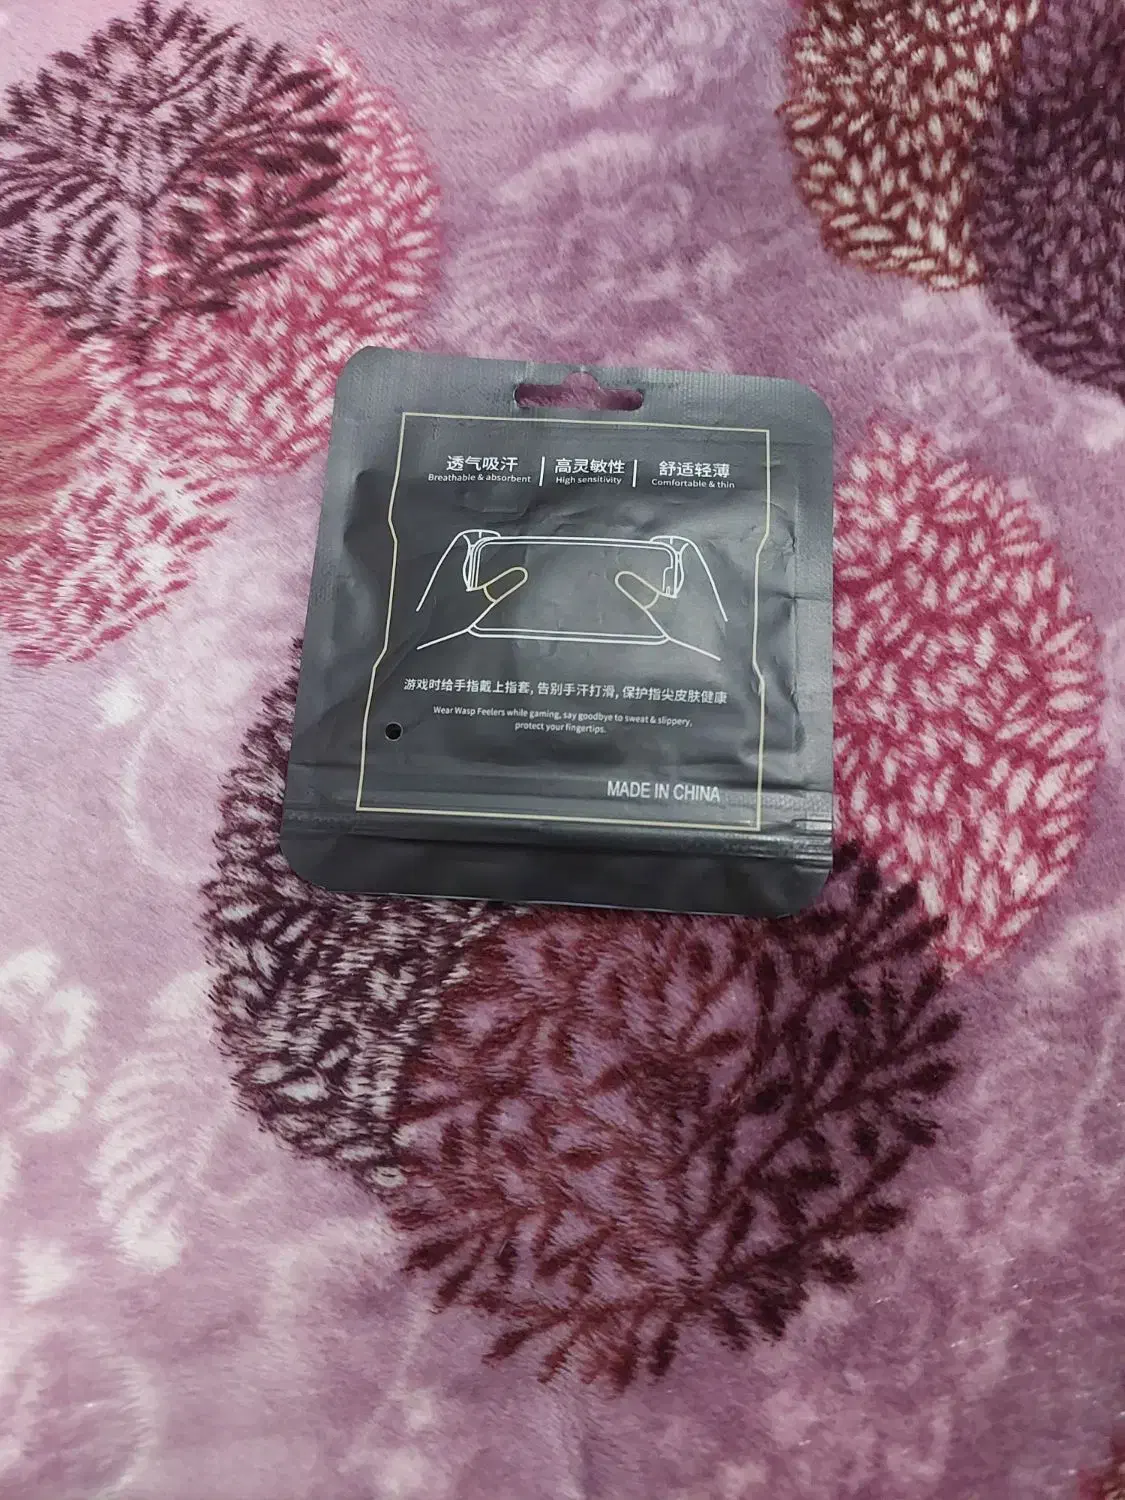 透气吸汗 | 高灵敏性 | 舒适轻薄
Breathable & absorbent | High sensitivity | Comfortable & thin
游戏时给手指戴上指套, 告别手汗打滑, 保护指尖皮肤健康
Wear Wasp Feelers while gaming, say goodbye to sweat & slippery,
protect your fingertips.
MADE IN CHINA